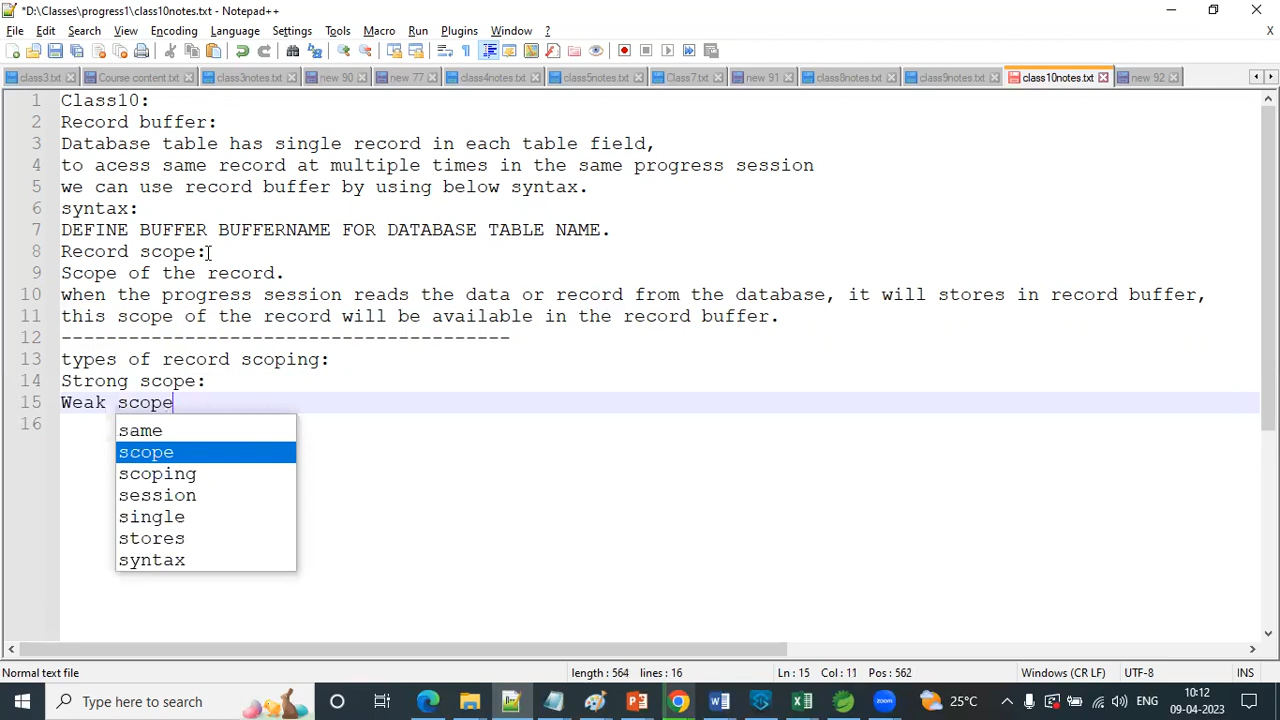 *D:\Classes\progress1\class10notes.txt - Notepad++
File Edit Search View Encoding Language Settings Tools Macro Run Plugins Window ? X
class3.txt Course content.txt class3notes.txt new 90 new 77 class4notes.txt class5notes.txt Class7.txt new 91 class8notes.txt class9notes.txt class10notes.txt new 92
1 Class10:
2 Record buffer:
3 Database table has single record in each table field,
4 to acess same record at multiple times in the same progress session
5 we can use record buffer by using below syntax.
6 syntax:
7 DEFINE BUFFER BUFFERNAME FOR DATABASE TABLE NAME.
8 Record scope:
9 Scope of the record.
10 when the progress session reads the data or record from the database, it will stores in record buffer,
11 this scope of the record will be available in the record buffer.
12 ----------------------------------------
13 types of record scoping:
14 Strong scope:
15 Weak scope
16
same
scope
scoping
session
single
stores
syntax
Normal text file length : 564 lines : 16 Ln : 15 Col : 11 Pos : 562 Windows (CR LF) UTF-8 INS
Type here to search 25°C ENG 10:12
09-04-2023